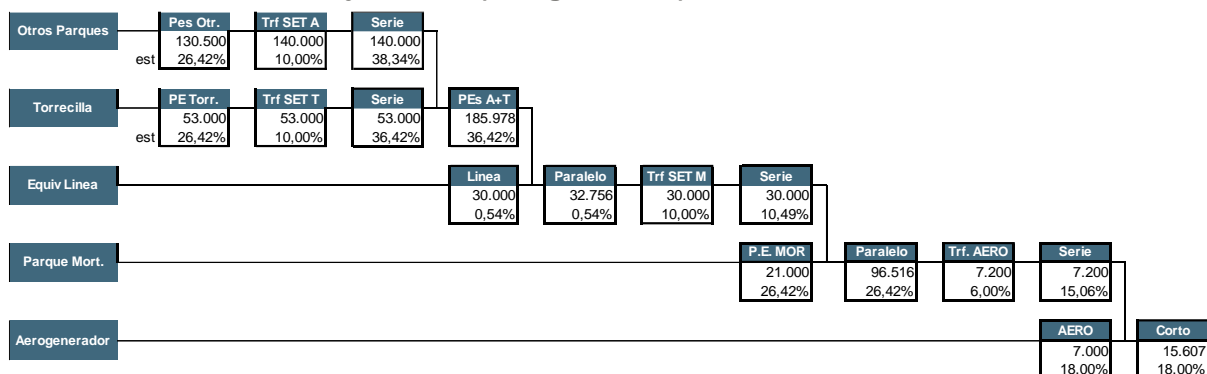 Otros Parques Pes Otr. Trf SET A Serie
130.500 140.000 140.000
est 26,42% 10,00% 38,34%
Torrecilla PE Torr. Trf SET T Serie PEs A+T
53.000 53.000 53.000 185.978
est 26,42% 10,00% 36,42% 36,42%
Equiv Linea Linea Paralelo Trf SET M Serie
30.000 32.756 30.000 30.000
0,54% 0,54% 10,00% 10,49%
Parque Mort. P.E. MOR Paralelo Trf. AERO Serie
21.000 96.516 7.200 7.200
26,42% 26,42% 6,00% 15,06%
Aerogenerador AERO Corto
7.000 15.607
18,00% 18,00%